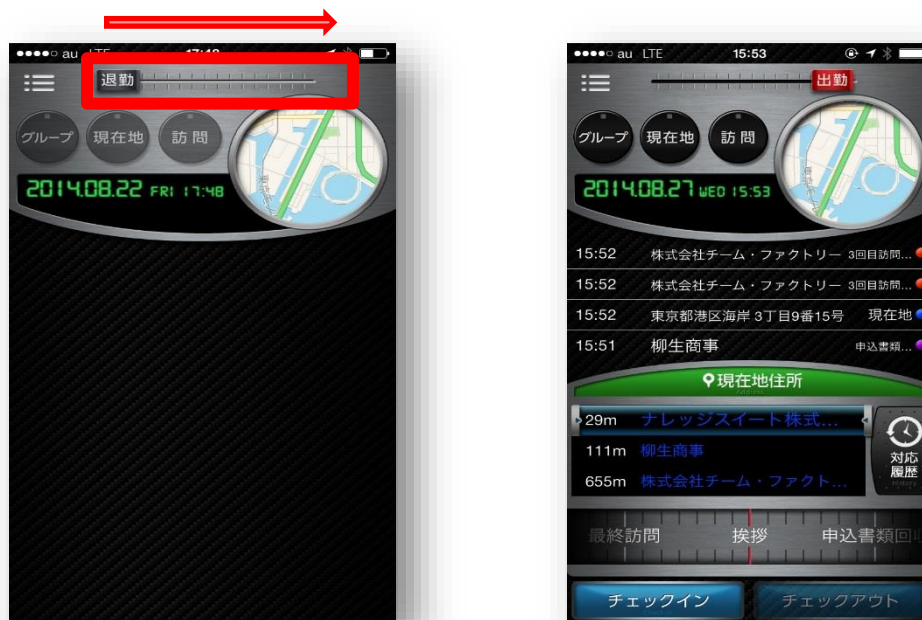 au LTE 17:48
退勤
グループ 現在地 訪問
2014.08.22 FRI 17:48
au LTE 15:53
出勤
グループ 現在地 訪問
2014.08.27 WED 15:53
15:52 株式会社チーム・ファクトリー 3回目訪問...
15:52 株式会社チーム・ファクトリー 3回目訪問...
15:52 東京都港区海岸3丁目9番15号 現在地
15:51 柳生商事 申込書類...
現在地住所
29m ナレッジスイート株式...
111m 柳生商事
655m 株式会社チーム・ファクト...
対応
履歴
History
最終訪問 挨拶 申込書類回
チェックイン チェックアウト